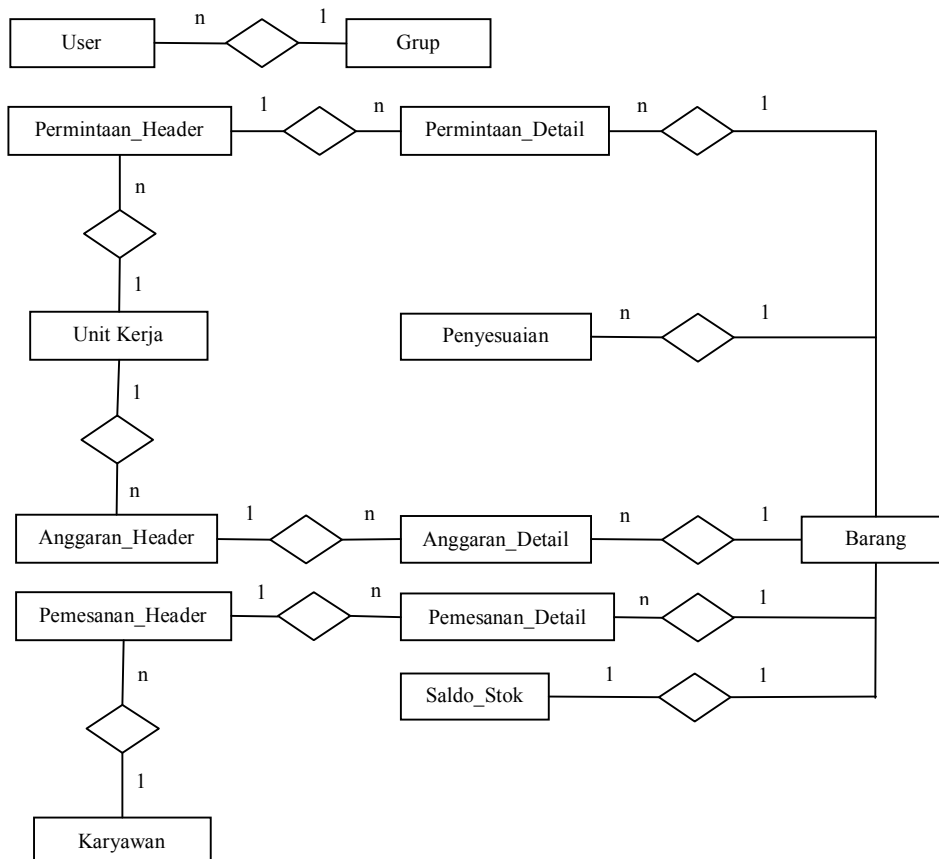 n 1
User Grup
1 n n 1
Permintaan_Header Permintaan_Detail
n
1
Unit Kerja Penyesuaian n 1
1
n
Anggaran_Header 1 n Anggaran_Detail n 1 Barang
Pemesanan_Header 1 n Pemesanan_Detail n 1
Saldo_Stok 1 1
n
1
Karyawan